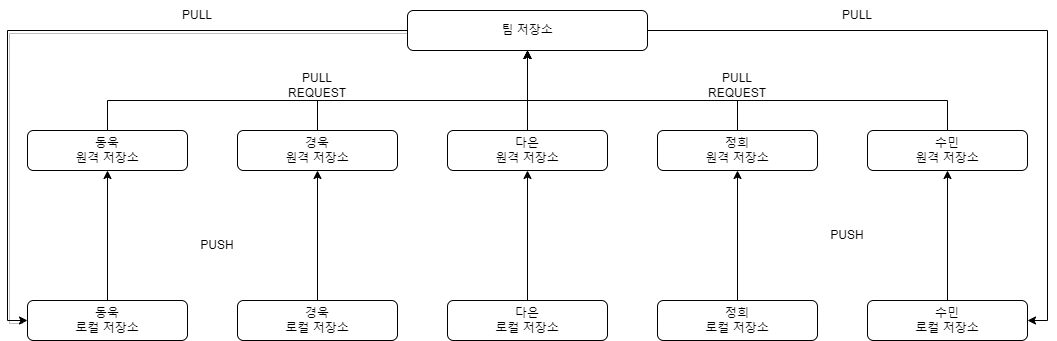 PULL
팀 저장소
PULL
PULL
REQUEST
PULL
REQUEST
동욱
원격 저장소
경욱
원격 저장소
다은
원격 저장소
정희
원격 저장소
수민
원격 저장소
PUSH
PUSH
동욱
로컬 저장소
경욱
로컬 저장소
다은
로컬 저장소
정희
로컬 저장소
수민
로컬 저장소